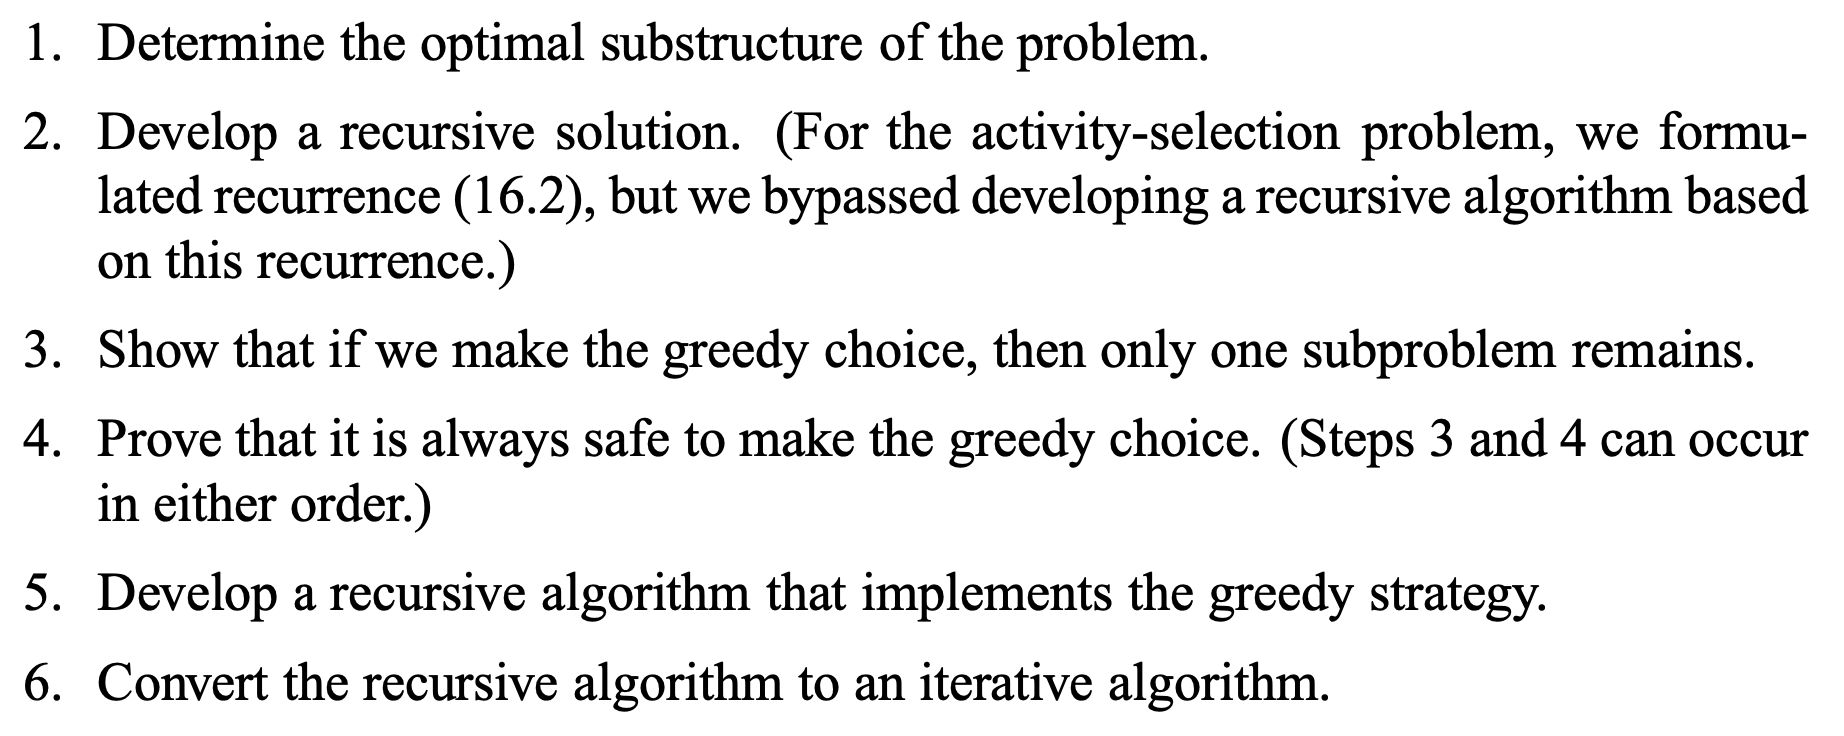 1. Determine the optimal substructure of the problem.
2. Develop a recursive solution. (For the activity-selection problem, we formu-
lated recurrence (16.2), but we bypassed developing a recursive algorithm based
on this recurrence.)
3. Show that if we make the greedy choice, then only one subproblem remains.
4. Prove that it is always safe to make the greedy choice. (Steps 3 and 4 can occur
in either order.)
5. Develop a recursive algorithm that implements the greedy strategy.
6. Convert the recursive algorithm to an iterative algorithm.